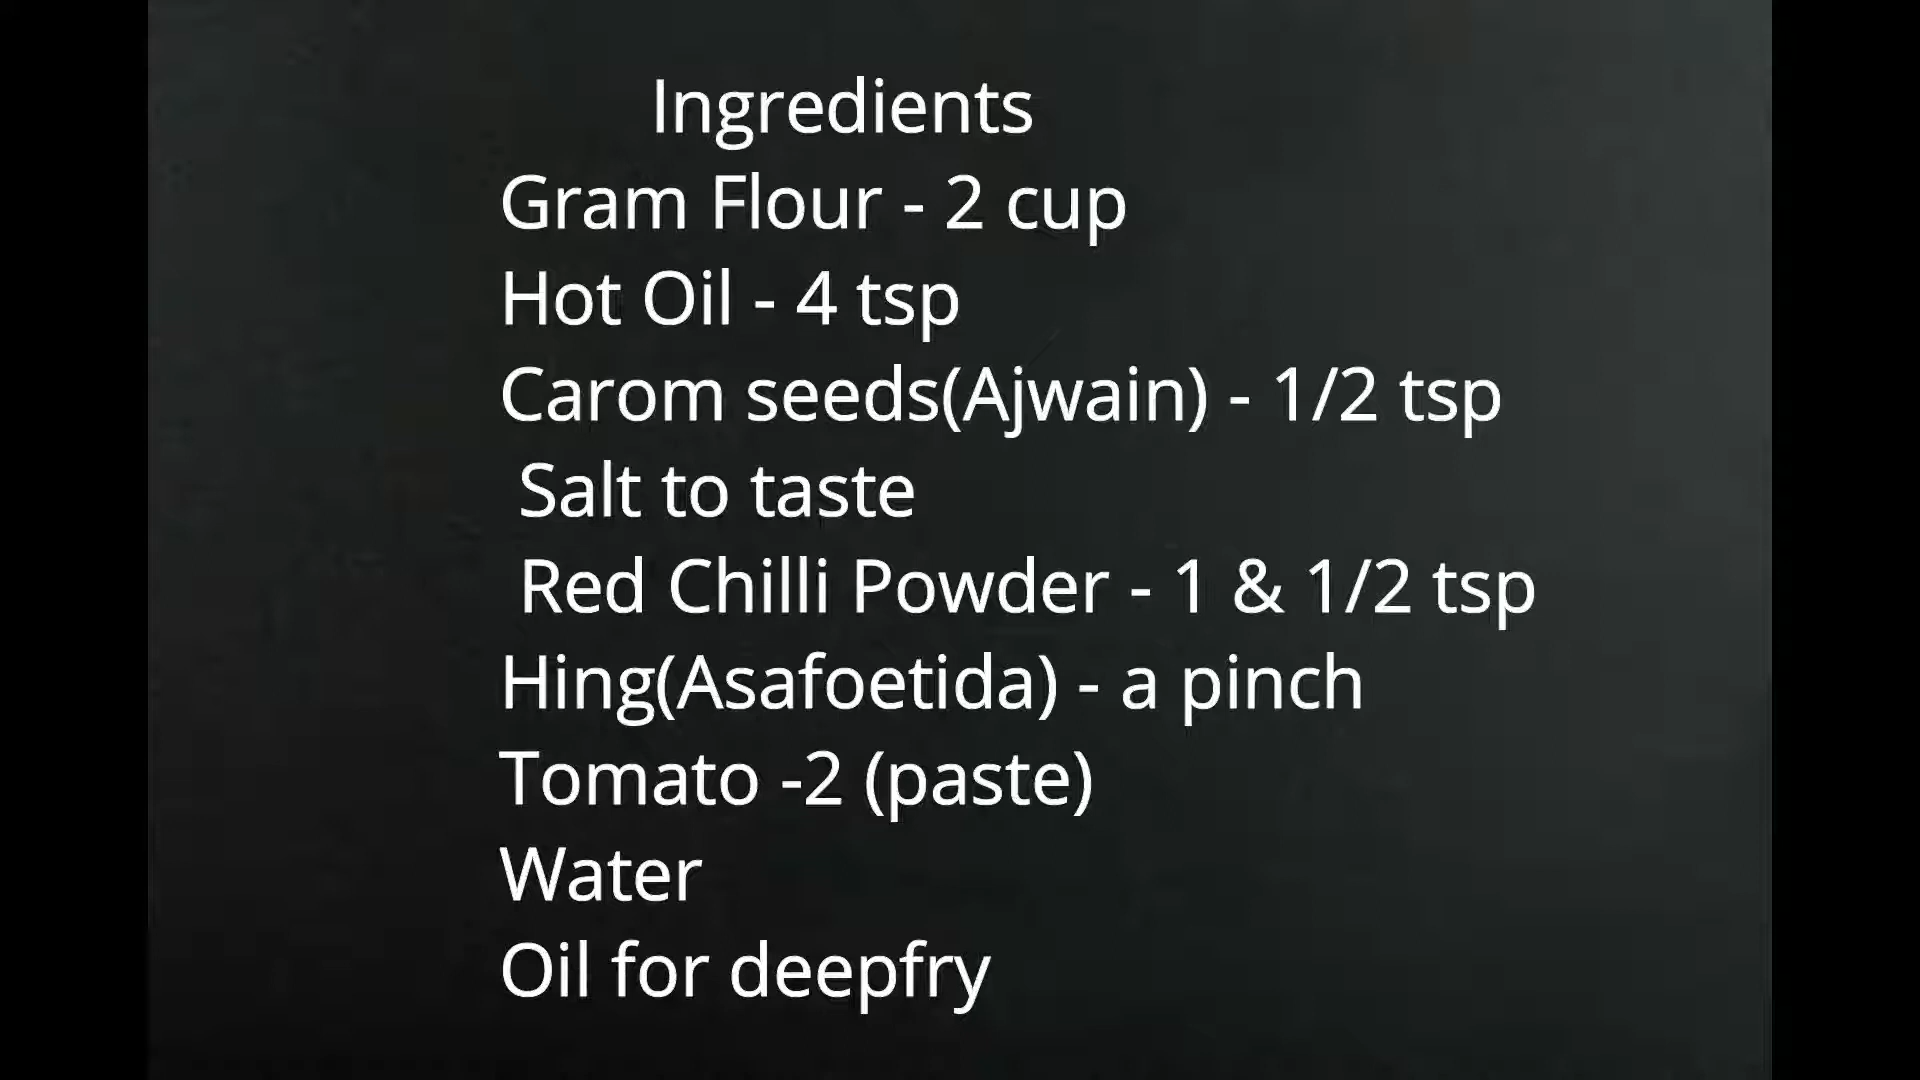 Ingredients
Gram Flour - 2 cup
Hot Oil - 4 tsp
Carom seeds(Ajwain) - 1/2 tsp
Salt to taste
Red Chilli Powder - 1 & 1/2 tsp
Hing(Asafoetida) - a pinch
Tomato -2 (paste)
Water
Oil for deepfry